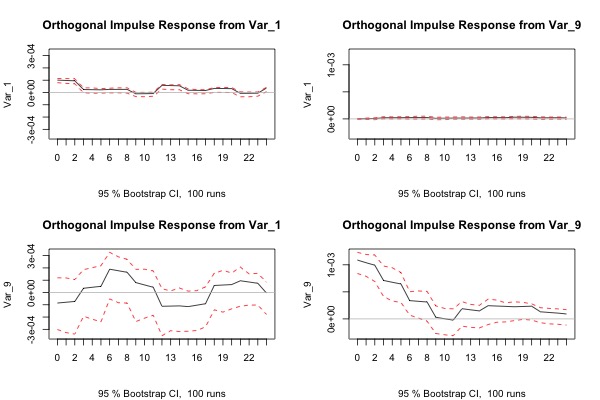 Orthogonal Impulse Response from Var_1
Var_1
-3e-04 0e+00 3e-04
0 2 4 6 8 10 13 16 19 22
95 % Bootstrap CI, 100 runs
Orthogonal Impulse Response from Var_9
Var_1
0e+00 1e-03
0 2 4 6 8 10 13 16 19 22
95 % Bootstrap CI, 100 runs
Orthogonal Impulse Response from Var_1
Var_9
-3e-04 0e+00 3e-04
0 2 4 6 8 10 13 16 19 22
95 % Bootstrap CI, 100 runs
Orthogonal Impulse Response from Var_9
Var_9
0e+00 1e-03
0 2 4 6 8 10 13 16 19 22
95 % Bootstrap CI, 100 runs